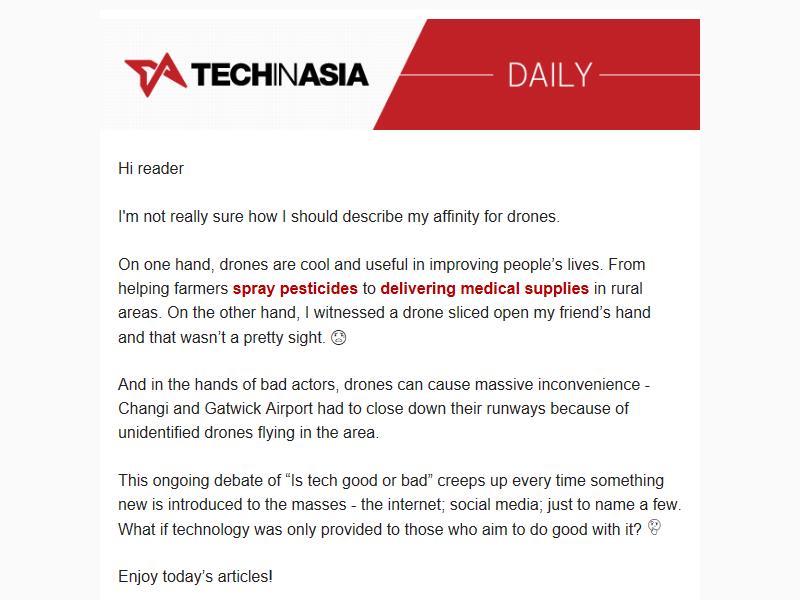 TECHINASIA
DAILY
Hi reader
I'm not really sure how I should describe my affinity for drones.
On one hand, drones are cool and useful in improving people’s lives. From
helping farmers spray pesticides to delivering medical supplies in rural
areas. On the other hand, I witnessed a drone sliced open my friend’s hand
and that wasn’t a pretty sight. 😨
And in the hands of bad actors, drones can cause massive inconvenience -
Changi and Gatwick Airport had to close down their runways because of
unidentified drones flying in the area.
This ongoing debate of “Is tech good or bad” creeps up every time something
new is introduced to the masses - the internet; social media; just to name a few.
What if technology was only provided to those who aim to do good with it? 🤔
Enjoy today’s articles!